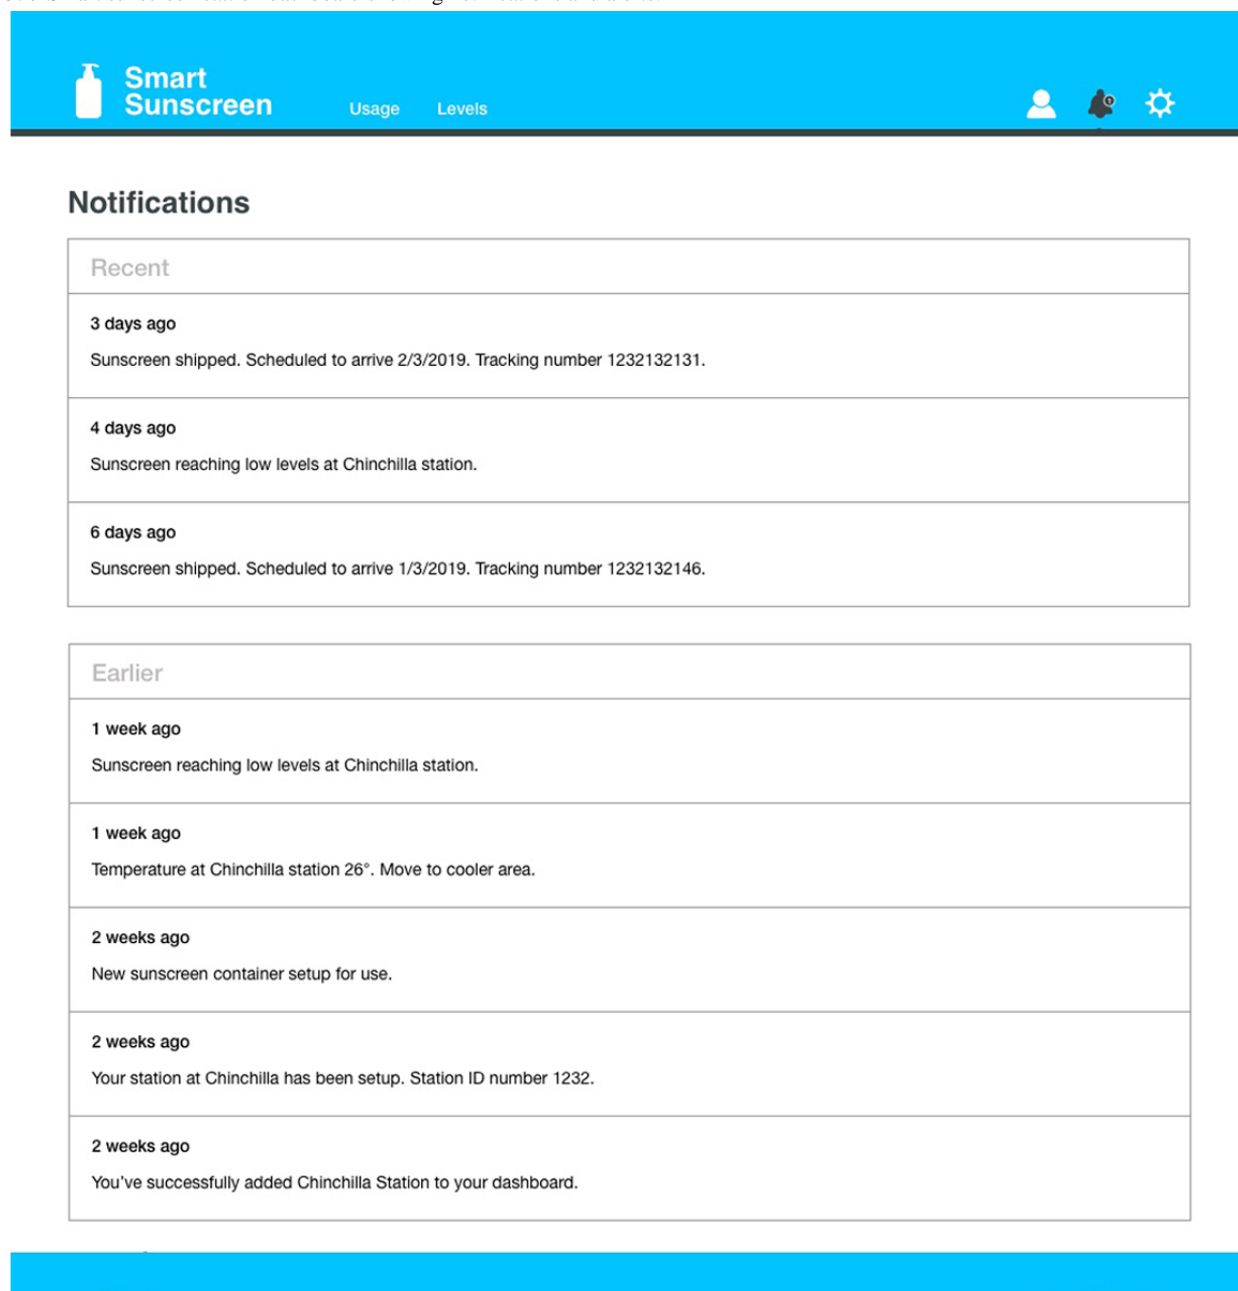 Smart
Sunscreen
Usage Levels
1
Notifications
Recent
3 days ago
Sunscreen shipped. Scheduled to arrive 2/3/2019. Tracking number 1232132131.
4 days ago
Sunscreen reaching low levels at Chinchilla station.
6 days ago
Sunscreen shipped. Scheduled to arrive 1/3/2019. Tracking number 1232132146.
Earlier
1 week ago
Sunscreen reaching low levels at Chinchilla station.
1 week ago
Temperature at Chinchilla station 26°. Move to cooler area.
2 weeks ago
New sunscreen container setup for use.
2 weeks ago
Your station at Chinchilla has been setup. Station ID number 1232.
2 weeks ago
You've successfully added Chinchilla Station to your dashboard.